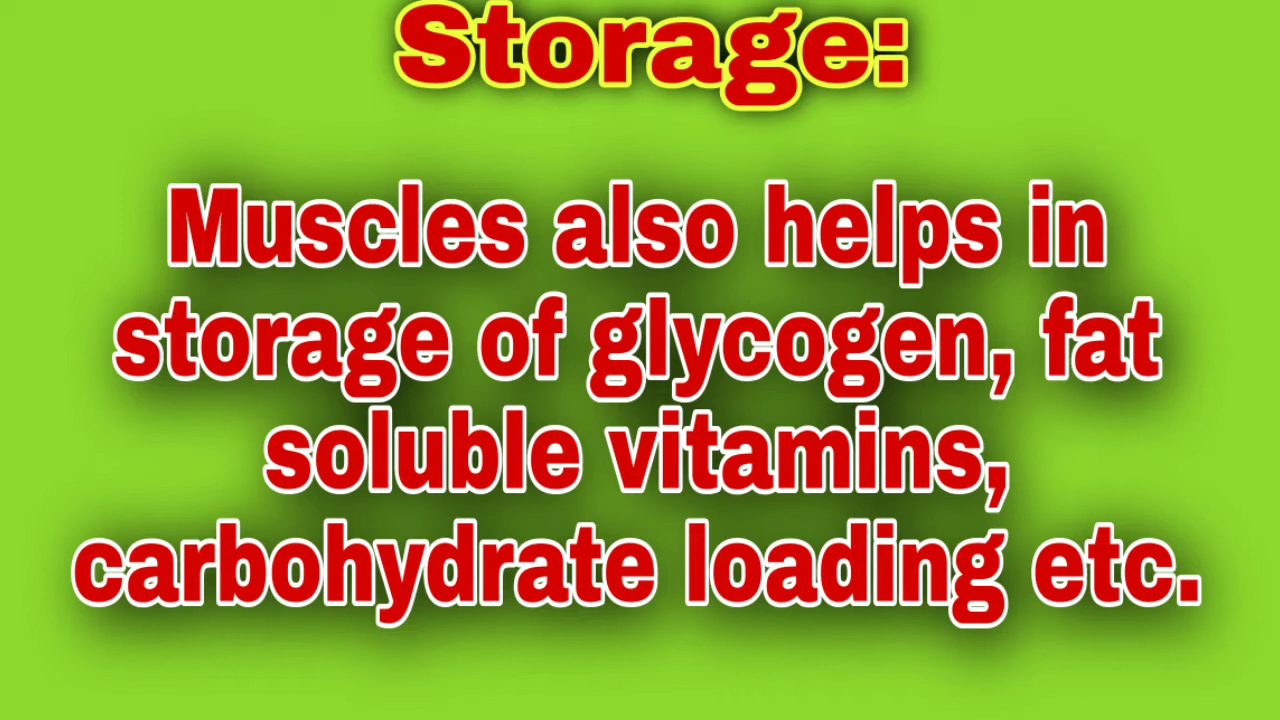 Storage:
Muscles also helps in
storage of glycogen, fat
soluble vitamins,
carbohydrate loading etc.